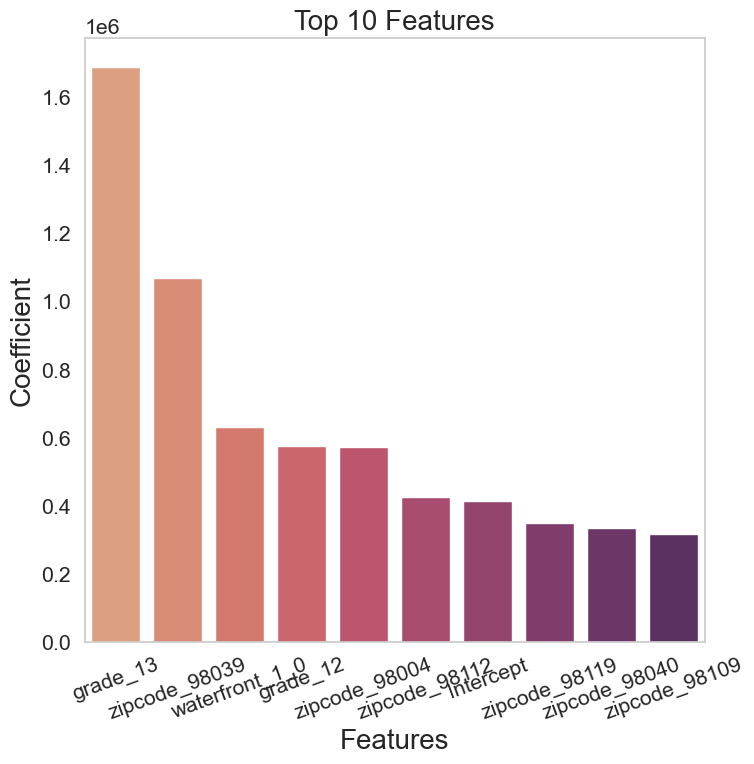 Top 10 Features
1e6
1.6
1.4
1.2
1.0
0.8
0.6
0.4
0.2
0.0
Coefficient
grade_13
zipcode_98039
waterfront_1_0
grade_12
zipcode_98004
zipcode_98112
Intercept
zipcode_98119
zipcode_98040
zipcode_98109
Features